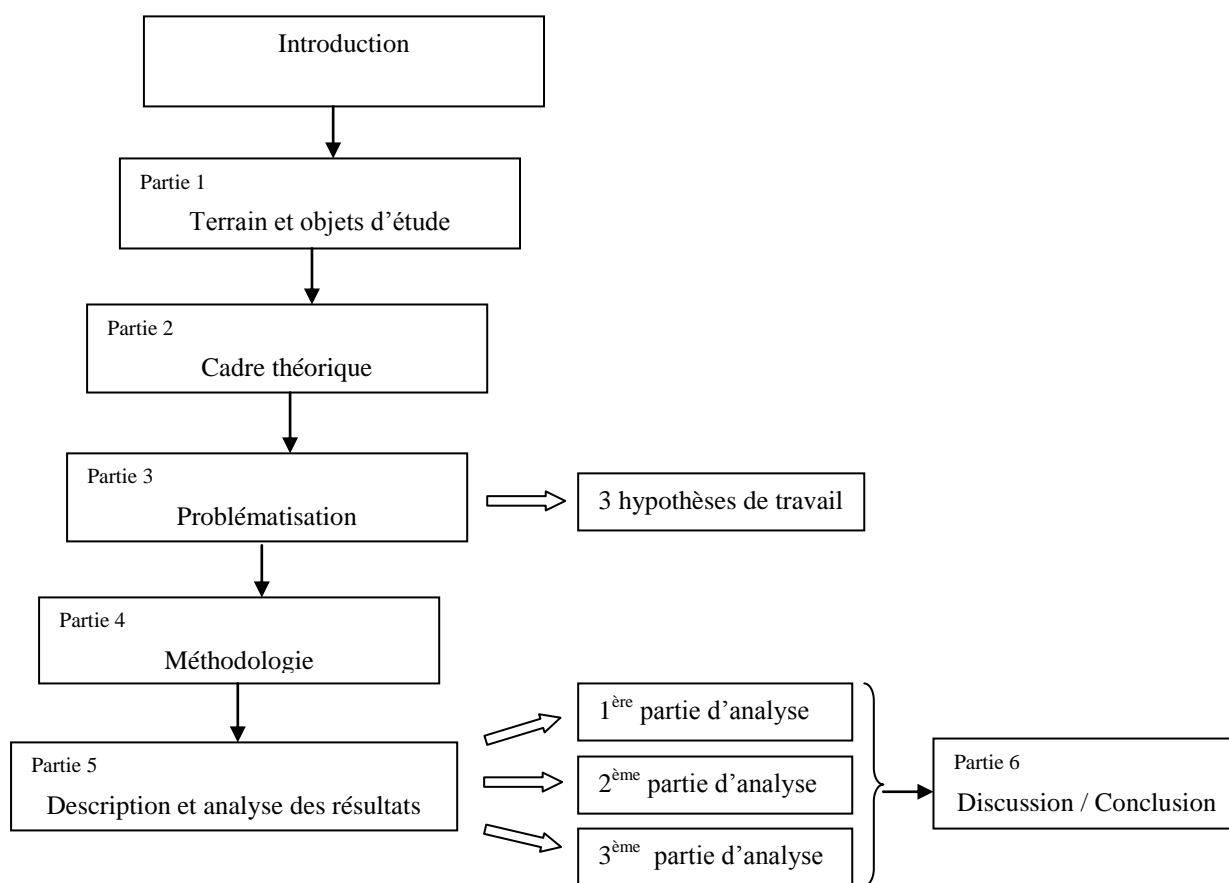 Introduction
Partie 1
Terrain et objets d’étude
Partie 2
Cadre théorique
Partie 3
Problématisation
3 hypothèses de travail
Partie 4
Méthodologie
Partie 5
Description et analyse des résultats
1ère partie d’analyse
2ème partie d’analyse
3ème partie d’analyse
Partie 6
Discussion / Conclusion